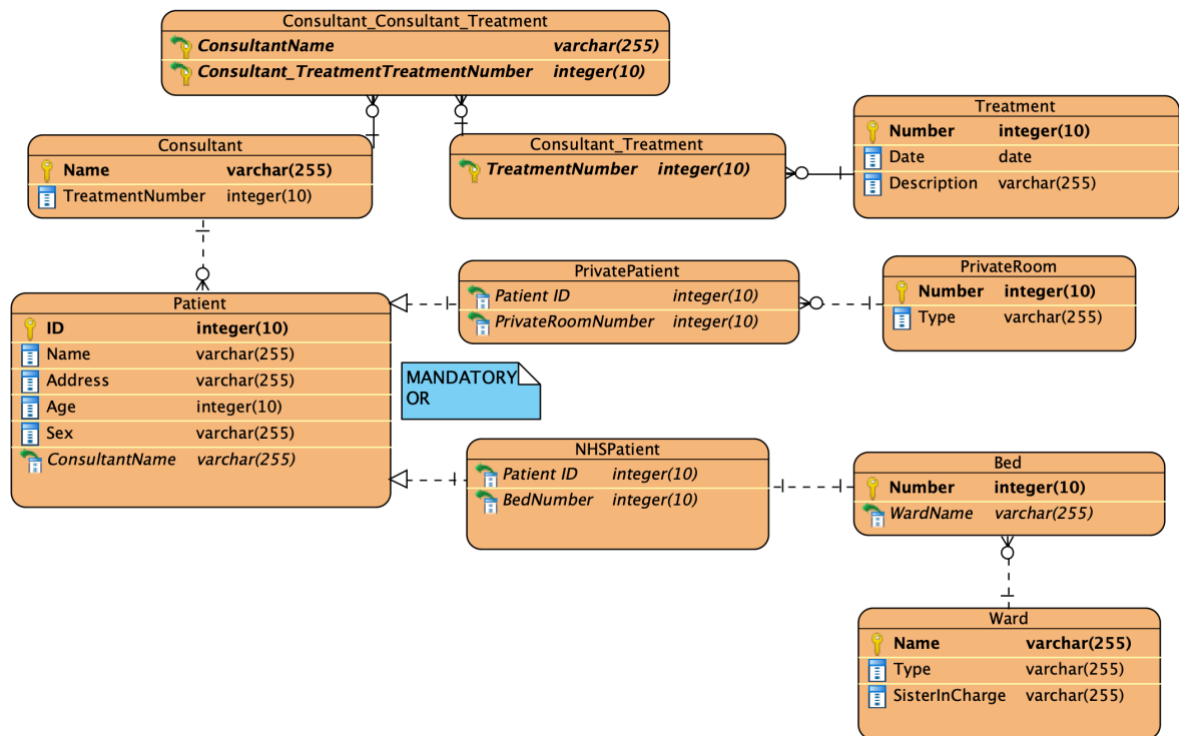 Consultant_Consultant_Treatment
ConsultantName varchar(255)
Consultant_TreatmentTreatmentNumber integer(10)
Consultant
Name varchar(255)
TreatmentNumber integer(10)
Consultant_Treatment
TreatmentNumber integer(10)
Treatment
Number integer(10)
Date date
Description varchar(255)
Patient
ID integer(10)
Name varchar(255)
Address varchar(255)
Age integer(10)
Sex varchar(255)
ConsultantName varchar(255)
PrivatePatient
Patient ID integer(10)
PrivateRoomNumber integer(10)
PrivateRoom
Number integer(10)
Type varchar(255)
MANDATORY
OR
NHSPatient
Patient ID integer(10)
BedNumber integer(10)
Bed
Number integer(10)
WardName varchar(255)
Ward
Name varchar(255)
Type varchar(255)
SisterInCharge varchar(255)